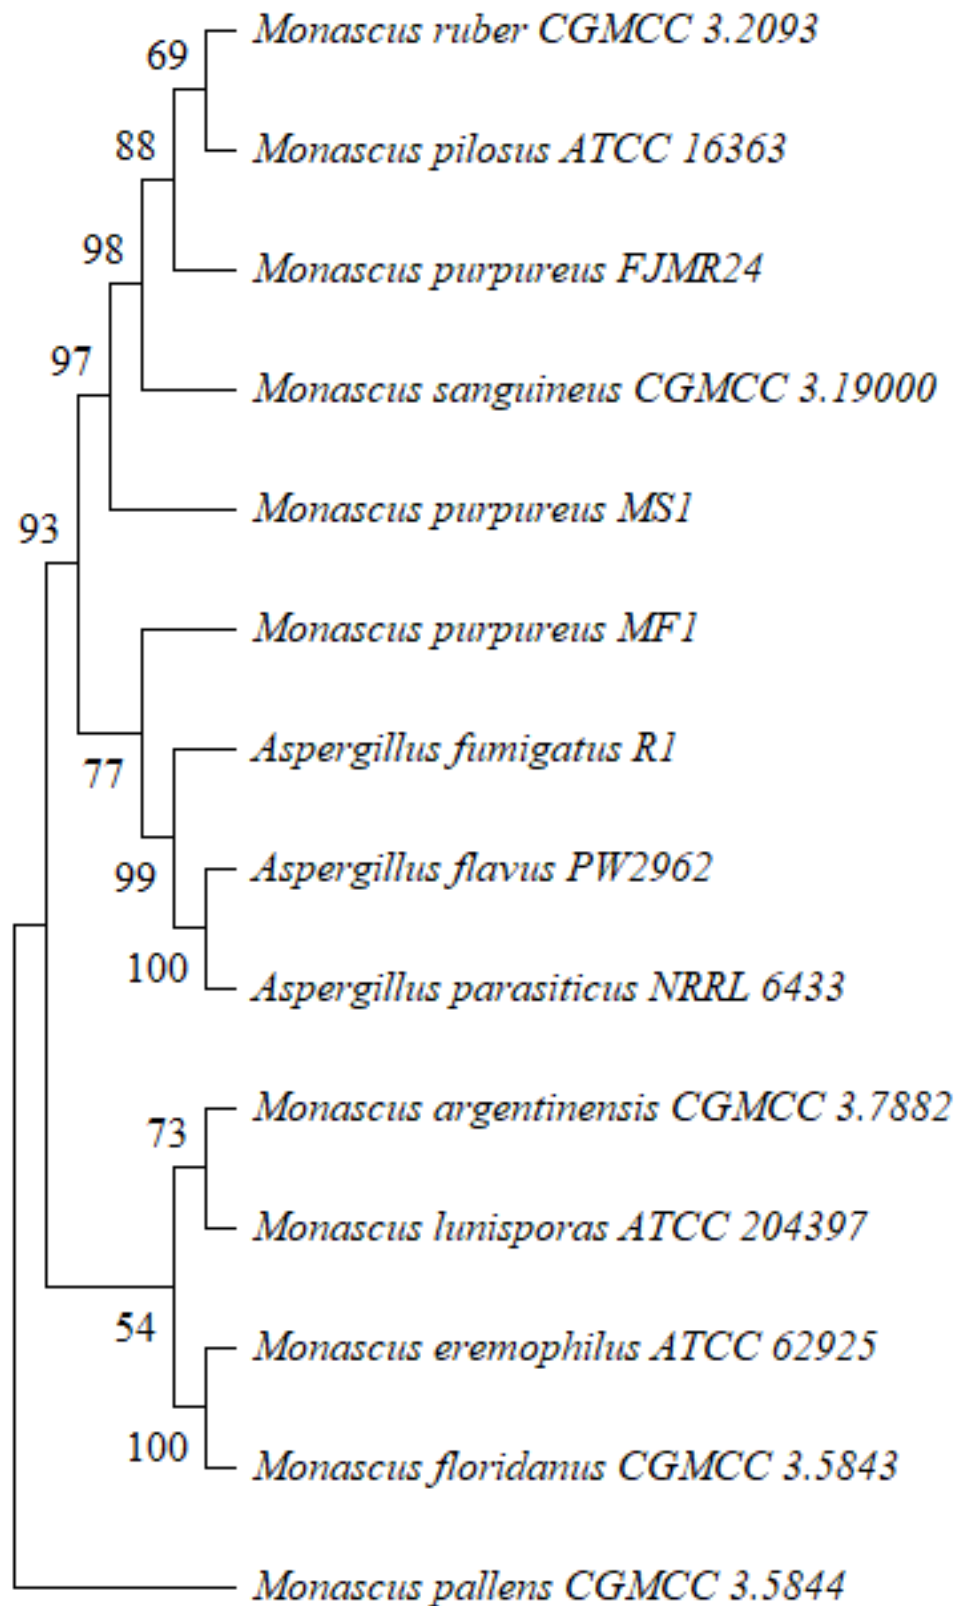 Monascus ruber CGMCC 3.2093
69
Monascus pilosus ATCC 16363
88
98
Monascus purpureus FJMR24
97
Monascus sanguineus CGMCC 3.19000
Monascus purpureus MS1
93
Monascus purpureus MF1
Aspergillus fumigatus R1
77
Aspergillus flavus PW2962
99
100
Aspergillus parasiticus NRRL 6433
Monascus argentinensis CGMCC 3.7882
73
Monascus lunisporas ATCC 204397
54
Monascus eremophilus ATCC 62925
100
Monascus floridanus CGMCC 3.5843
Monascus pallens CGMCC 3.5844